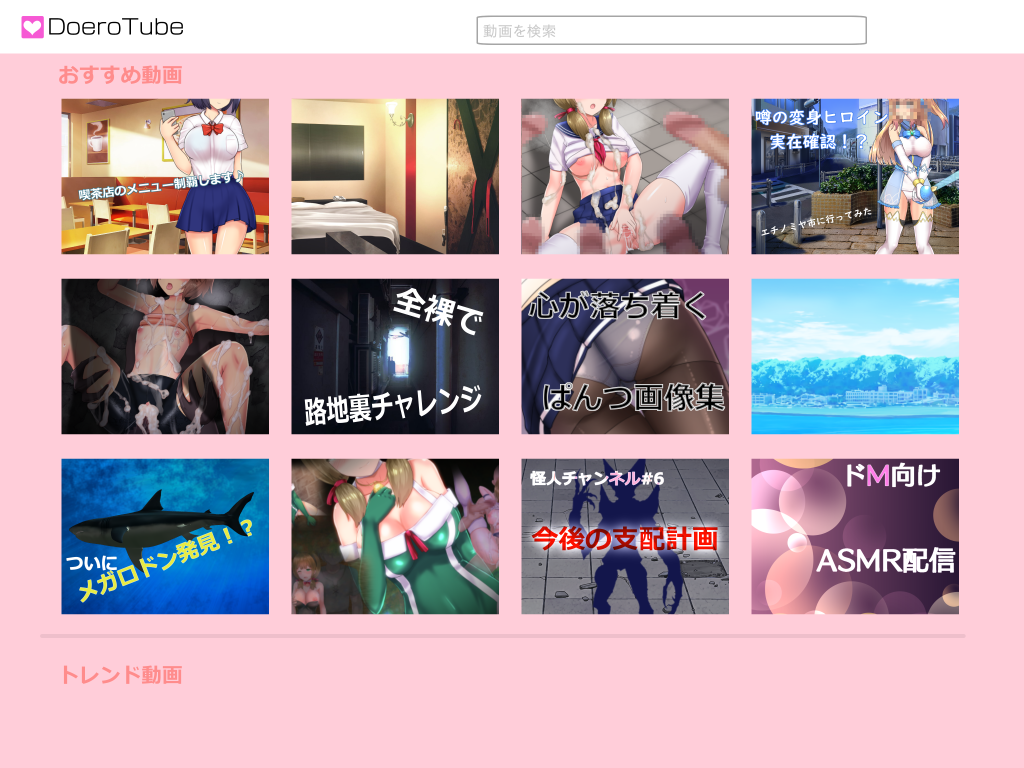 DoeroTube
動画を検索
おすすめ動画
喫茶店のメニュー制覇します♪
噂の変身ヒロイン
実在確認！？
エチノミヤ市に行ってみた
全裸で
路地裏チャレンジ
心が落ち着く
ぱんつ画像集
ついに
メガロドン発見！？
怪人チャンネル#6
今後の支配計画
ドM向け
ASMR配信
トレンド動画